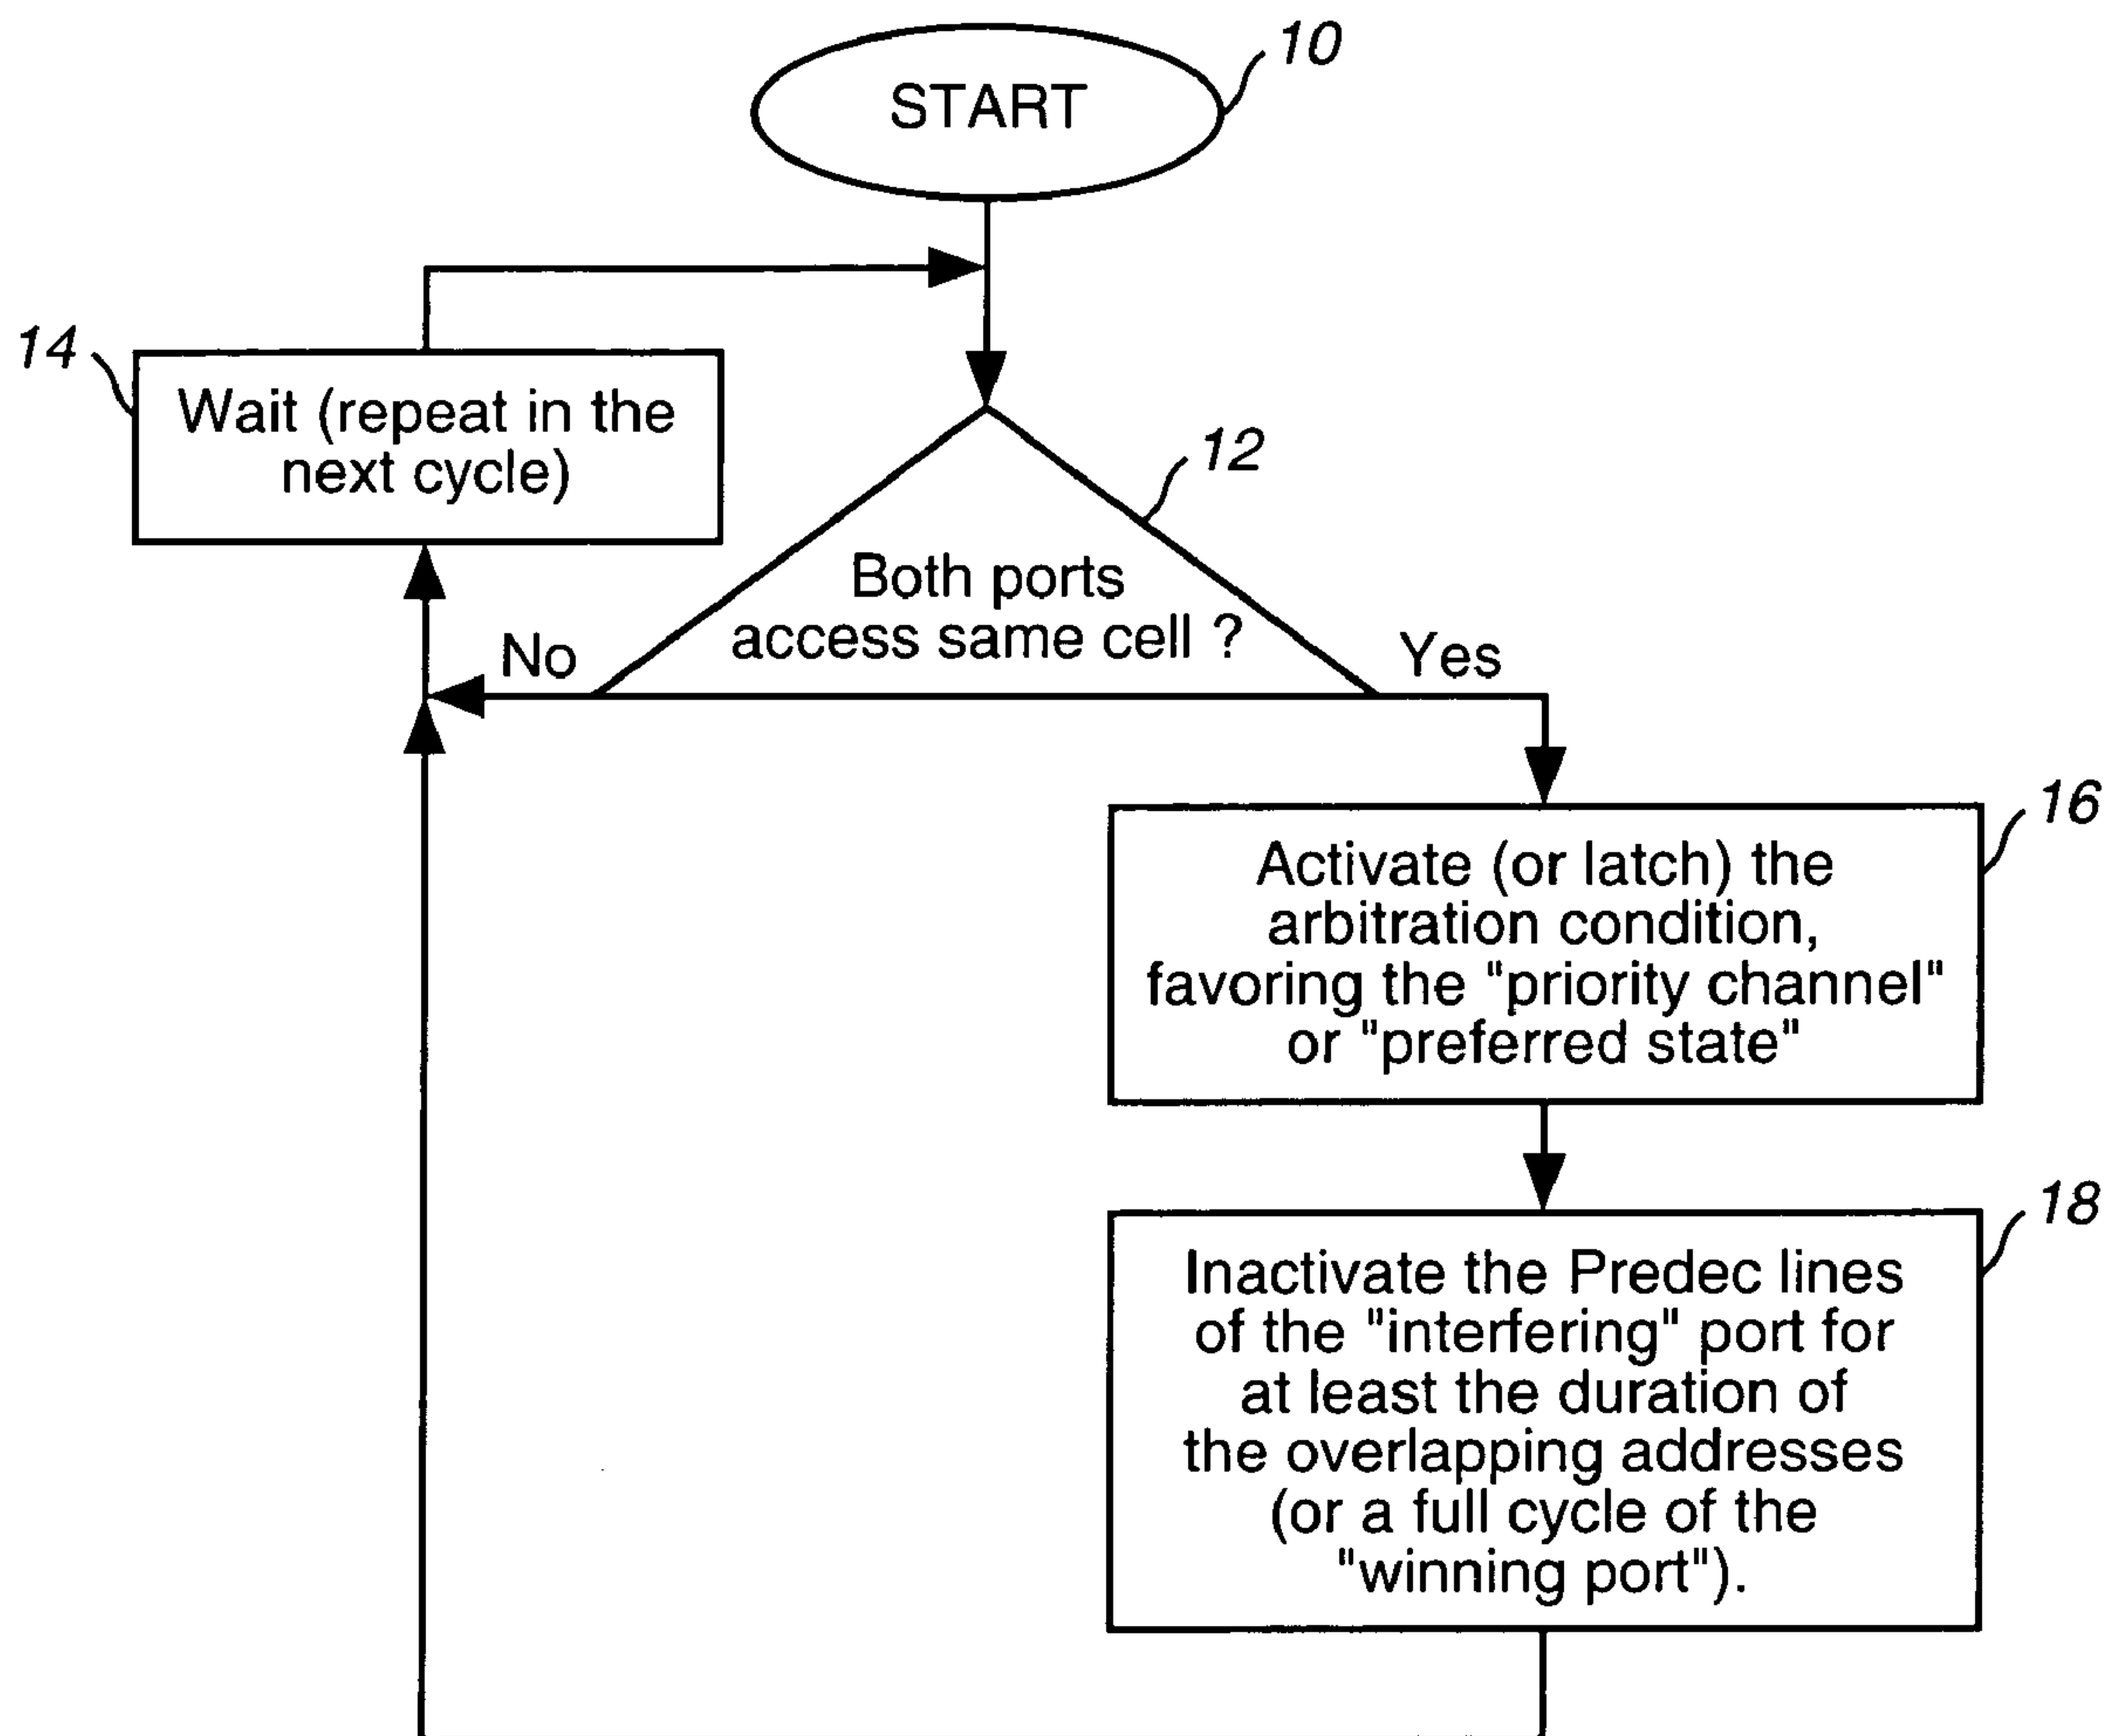 START
10
14
Wait (repeat in the
next cycle)
12
Both ports
access same cell ?
No
Yes
16
Activate (or latch) the
arbitration condition,
favoring the "priority channel"
or "preferred state"
18
Inactivate the Predec lines
of the "interfering" port for
at least the duration of
the overlapping addresses
(or a full cycle of the
"winning port").